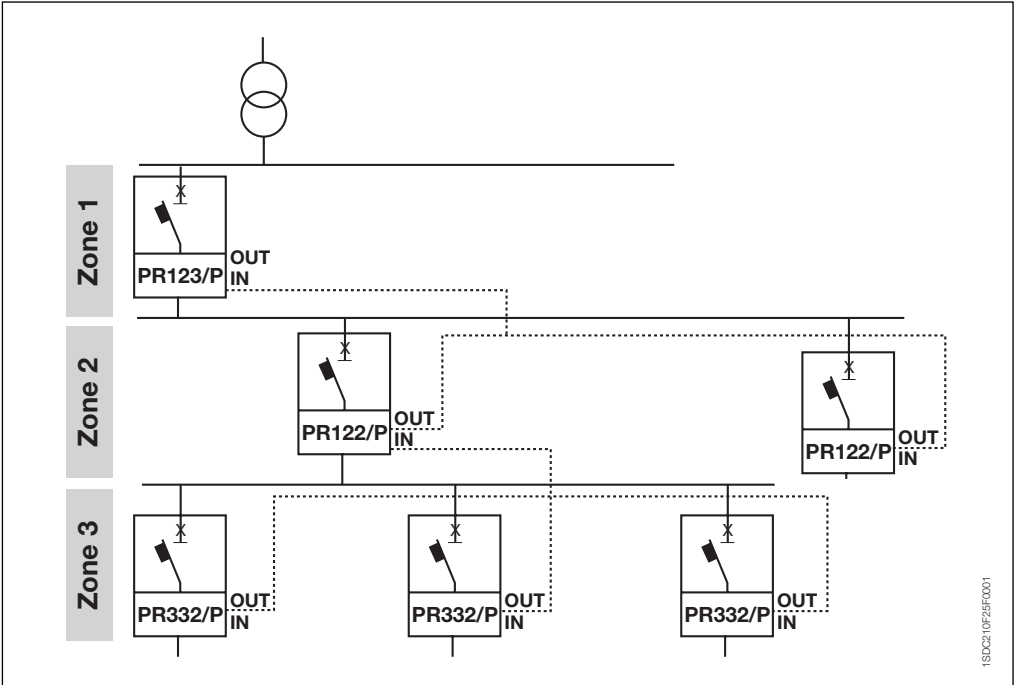 Zone 1
PR123/P
OUT
IN
Zone 2
PR122/P
OUT
IN
PR122/P
OUT
IN
Zone 3
PR332/P
OUT
IN
PR332/P
OUT
IN
PR332/P
OUT
IN
1SDC210F25F0001